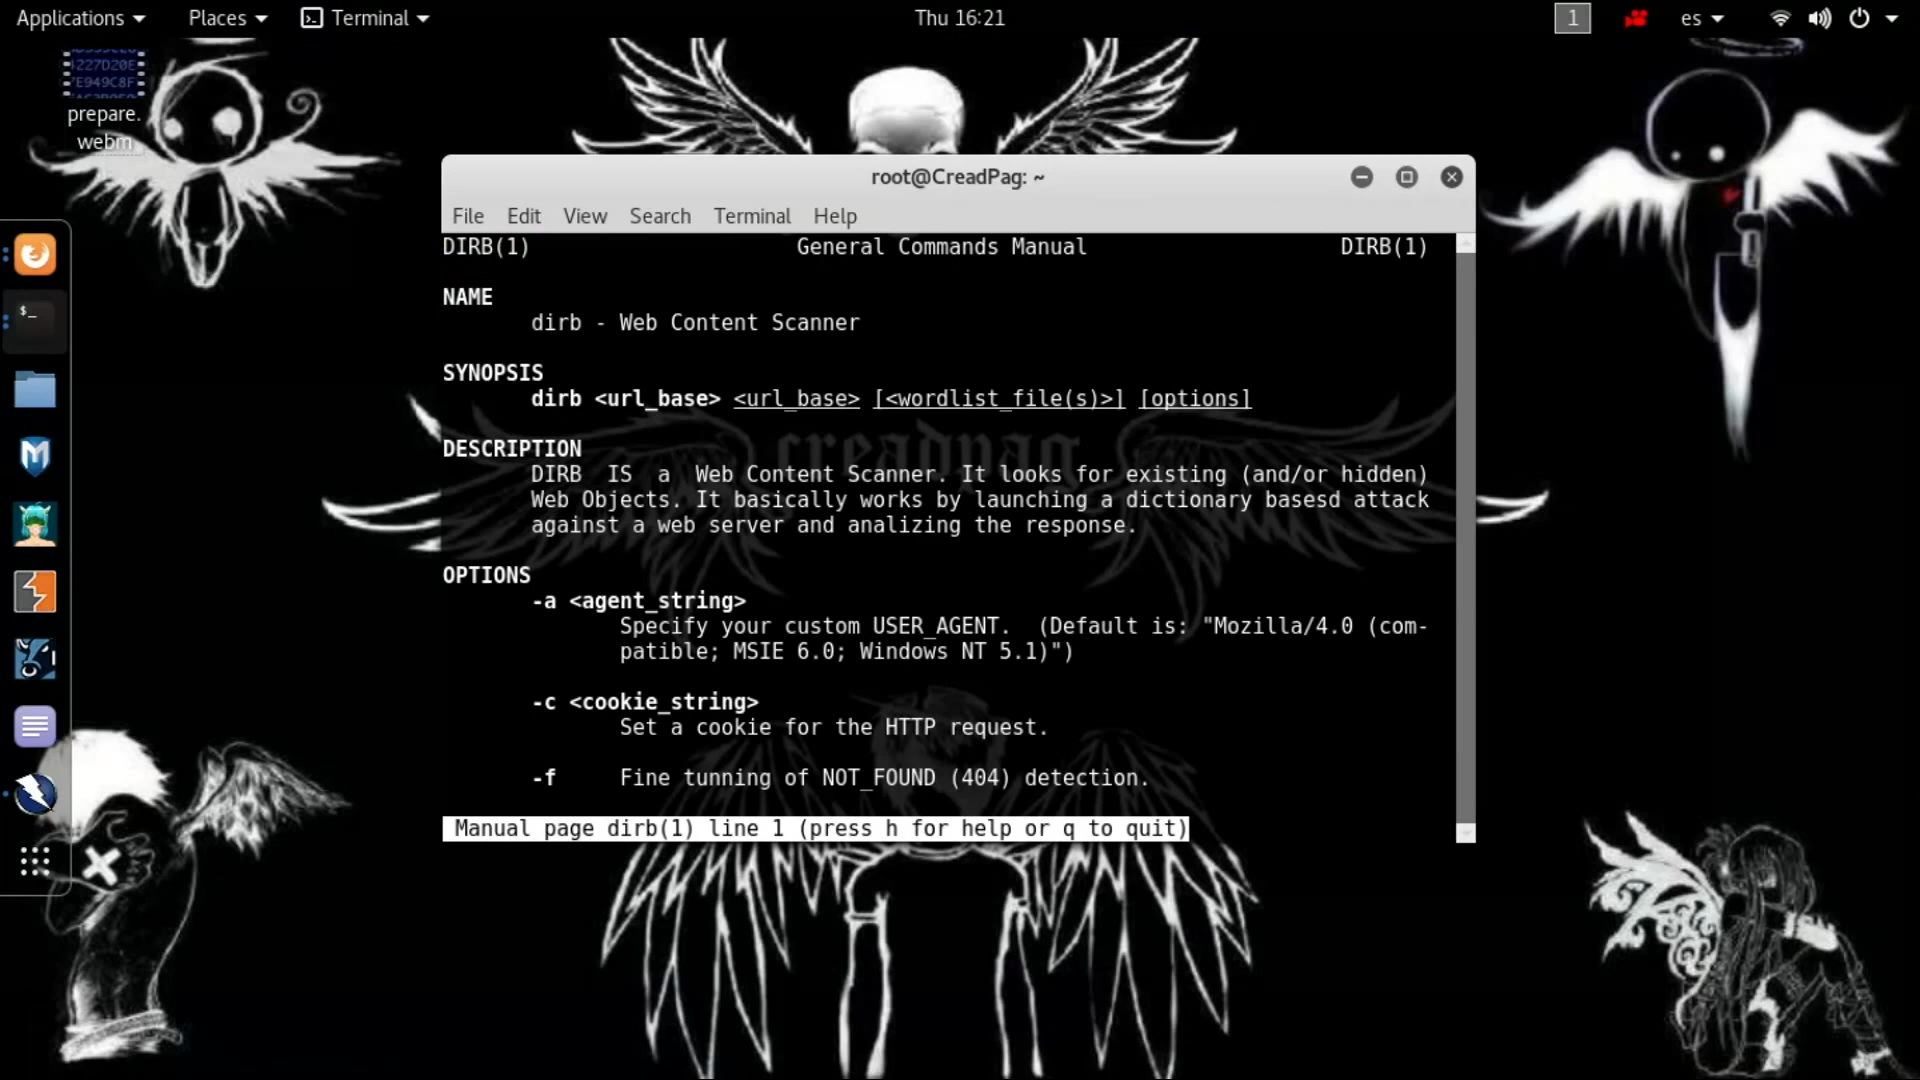 Applications Places Terminal Thu 16:21 1 es
4227D20E
7E949C8F
prepare.
webm
root@CreadPag: ~
File Edit View Search Terminal Help
DIRB(1) General Commands Manual DIRB(1)
NAME
dirb - Web Content Scanner
SYNOPSIS
dirb <url_base> <url_base> [<wordlist_file(s)>] [options]
creadpag
DESCRIPTION
DIRB IS a Web Content Scanner. It looks for existing (and/or hidden)
Web Objects. It basically works by launching a dictionary basesd attack
against a web server and analizing the response.
OPTIONS
-a <agent_string>
Specify your custom USER_AGENT. (Default is: "Mozilla/4.0 (com-
patible; MSIE 6.0; Windows NT 5.1)")
-c <cookie_string>
Set a cookie for the HTTP request.
-f Fine tunning of NOT_FOUND (404) detection.
Manual page dirb(1) line 1 (press h for help or q to quit)